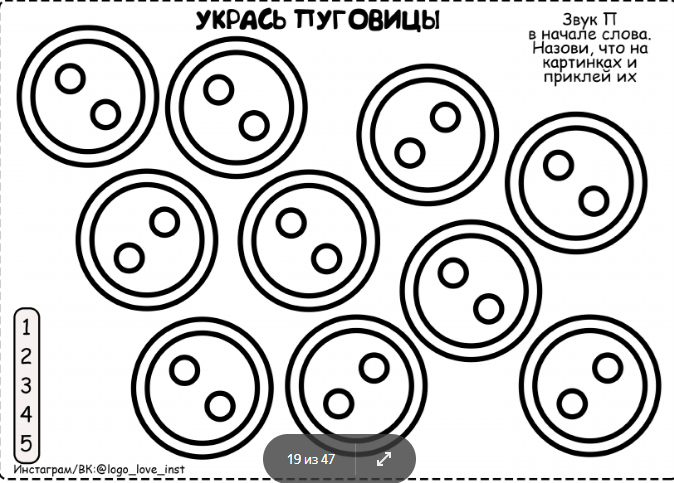 УКРАСЬ ПУГОВИЦЫ
Звук П
в начале слова.
Назови, что на
картинках и
приклей их
1
2
3
4
5
Инстаграм/ВК:@logo_love_inst
19 из 47